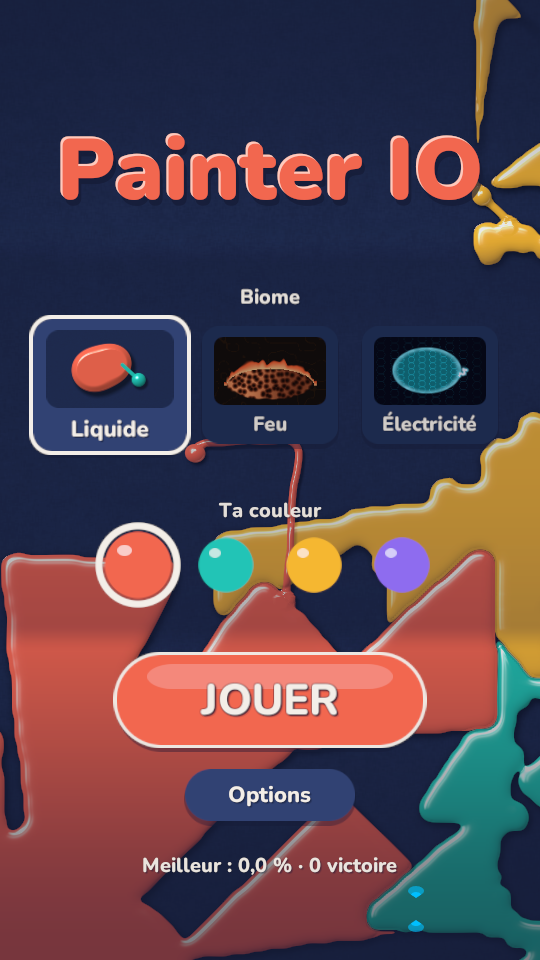 Painter IO
Biome
Liquide
Feu
Électricité
Ta couleur
JOUER
Options
Meilleur : 0,0 % · 0 victoire